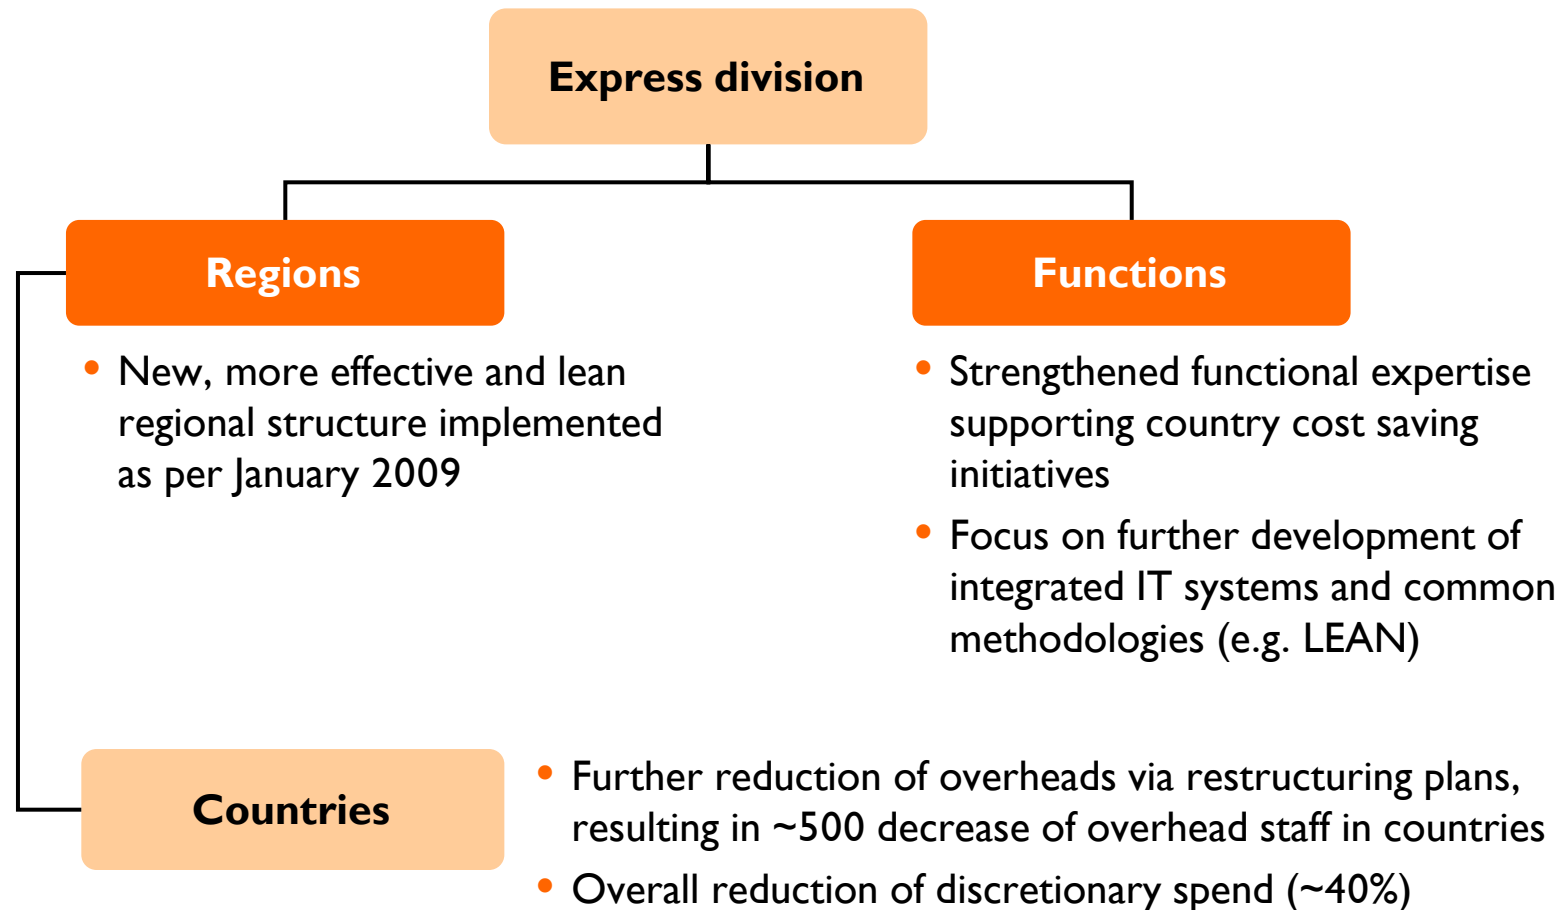 Express division
Regions
• New, more effective and lean
regional structure implemented
as per January 2009
Functions
• Strengthened functional expertise
supporting country cost saving
initiatives
• Focus on further development of
integrated IT systems and common
methodologies (e.g. LEAN)
Countries
• Further reduction of overheads via restructuring plans,
resulting in ~500 decrease of overhead staff in countries
• Overall reduction of discretionary spend (~40%)